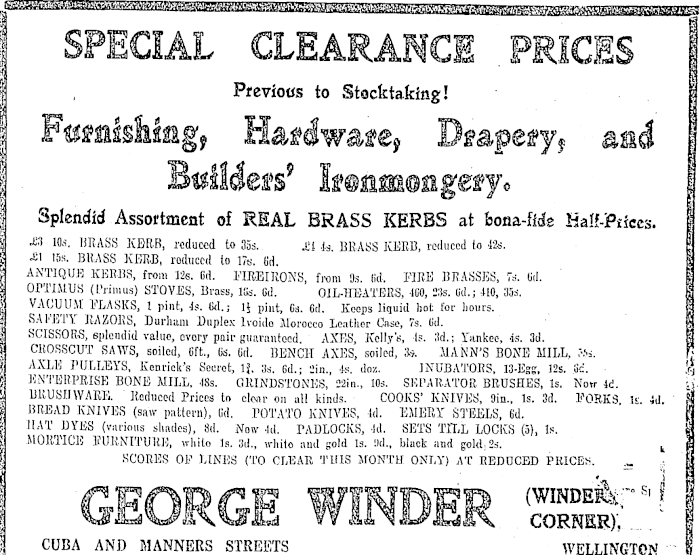 SPECIAL CLEARANCE PRICES
Previous to Stocktaking!
Furnishing, Hardware, Drapery, and
Builders' Ironmongery.
Splendid Assortment of REAL BRASS KERBS at bona-fide Half-Prices.
£3 10s. BRASS KERB, reduced to 35s. £4 4s. BRASS KERB, reduced to 42s.
£1 15s. BRASS KERB, reduced to 17s. 6d.
ANTIQUE KERBS, from 12s. 6d. FIREIRONS, from 9s. 6d. FIRE BRASSES, 7s. 6d.
OPTIMUS (Primus) STOVES, Brass, 16s. 6d. OIL-HEATERS, 400, 23s. 6d.; 410, 35s.
VACUUM FLASKS, 1 pint, 4s. 6d.; 1½ pint, 6s. 6d. Keeps liquid hot for hours.
SAFETY RAZORS, Durham Duplex Ivoide Morocco Leather Case, 7s. 6d.
SCISSORS, splendid value, every pair guaranteed. AXES, Kelly's, 4s. 3d.; Yankee, 4s. 3d.
CROSSCUT SAWS, soiled, 6ft., 6s. 6d. BENCH AXES, soiled, 3s. MANN'S BONE MILL,
AXLE PULLEYS, Kenrick's Secret, 1¾. 3s. 6d.; 2in., 4s. doz. INUBATORS, 13-Egg, 12s. 3d.
ENTERPRISE BONE MILL, 48s. GRINDSTONES, 22in., 10s. SEPARATOR BRUSHES, 1s. Now 4d.
BRUSHWARE. Reduced Prices to clear on all kinds. COOKS' KNIVES, 9in., 1s. 3d. FORKS, 1s. 4d.
BREAD KNIVES (saw pattern), 6d. POTATO KNIVES, 4d. EMERY STEELS, 6d.
HAT DYES (various shades), 8d. Now 4d. PADLOCKS, 4d. SETS TILL LOCKS (5), 1s.
MORTICE FURNITURE, white 1s. 3d., white and gold 1s. 9d., black and gold 2s.
SCORES OF LINES (TO CLEAR THIS MONTH ONLY) AT REDUCED PRICES.
GEORGE WINDER (WINDER'S
CORNER),
CUBA AND MANNERS STREETS WELLINGTON